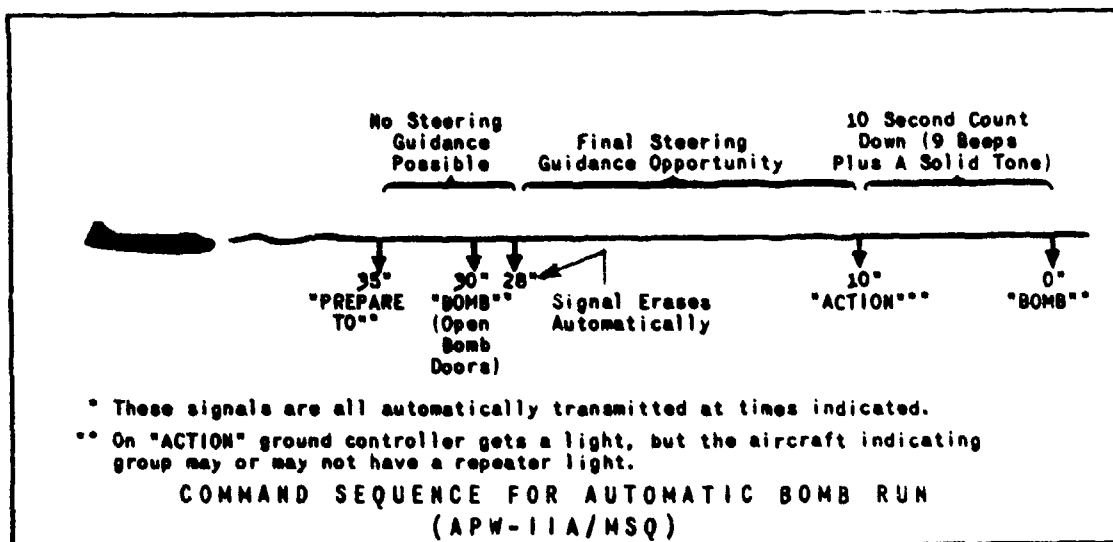 No Steering
Guidance
Possible
Final Steering
Guidance Opportunity
10 Second Count
Down (9 Beeps
Plus A Solid Tone)
35"
"PREPARE
TO"*
30"
"BOMB"*
(Open
Bomb
Doors)
28"
Signal Erases
Automatically
10"
"ACTION"**
0"
"BOMB"*
* These signals are all automatically transmitted at times indicated.
** On "ACTION" ground controller gets a light, but the aircraft indicating
group may or may not have a repeater light.
COMMAND SEQUENCE FOR AUTOMATIC BOMB RUN
(APW-11A/MSQ)